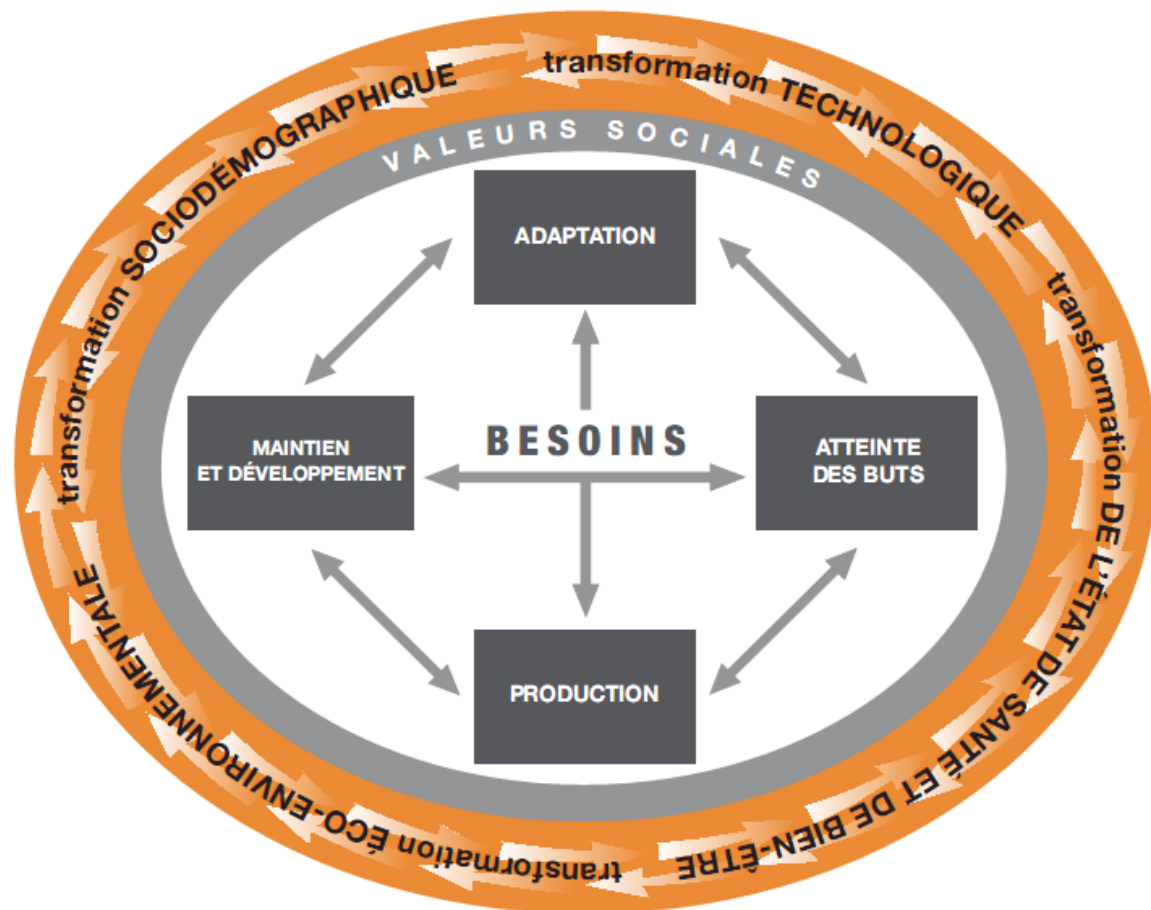 transformation SOCIODÉMOGRAPHIQUE
transformation TECHNOLOGIQUE
transformation DE L'ÉTAT DE SANTÉ ET DE BIEN-ÊTRE
transformation ÉCO-ENVIRONNEMENTALE
VALEURS SOCIALES
ADAPTATION
MAINTIEN
ET DÉVELOPPEMENT
BESOINS
ATTEINTE
DES BUTS
PRODUCTION